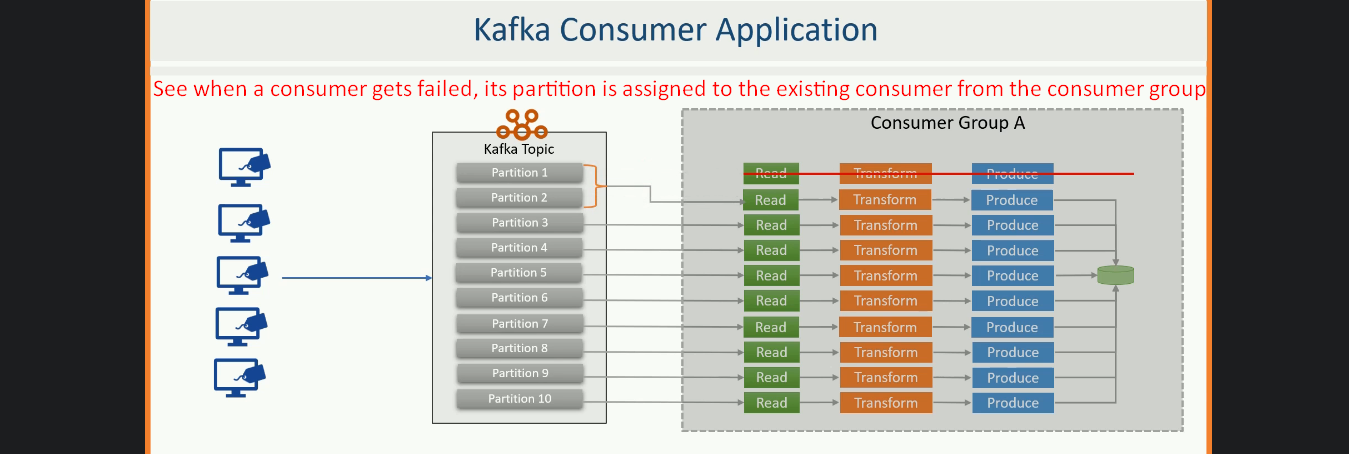 Kafka Consumer Application
See when a consumer gets failed, its partition is assigned to the existing consumer from the consumer group
Consumer Group A
Kafka Topic
Partition 1
Partition 2
Partition 3
Partition 4
Partition 5
Partition 6
Partition 7
Partition 8
Partition 9
Partition 10
Read Transform Produce
Read Transform Produce
Read Transform Produce
Read Transform Produce
Read Transform Produce
Read Transform Produce
Read Transform Produce
Read Transform Produce
Read Transform Produce
Read Transform Produce